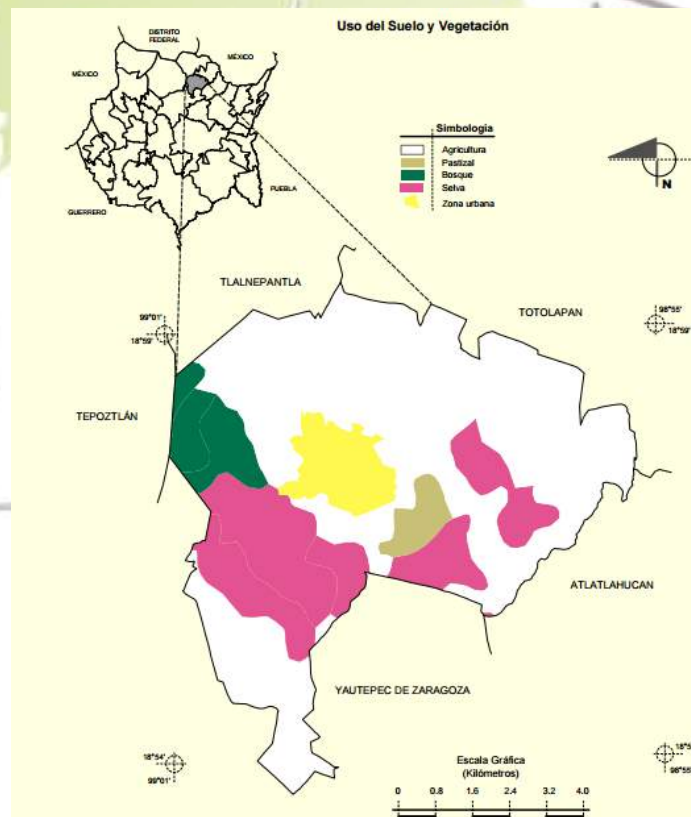 Uso del Suelo y Vegetación
DISTRITO
FEDERAL
MÉXICO
MÉXICO
PUEBLA
GUERRERO
Simbología
Agricultura
Pastizal
Bosque
Selva
Zona urbana
N
TLALNEPANTLA
TOTOLAPAN
99°01'
18°59'
98°55'
18°59'
TEPOZTLÁN
ATLATLAHUCAN
YAUTEPEC DE ZARAGOZA
18°54'
99°01'
98°55'
Escala Gráfica
(Kilómetros)
0 0.8 1.6 2.4 3.2 4.0